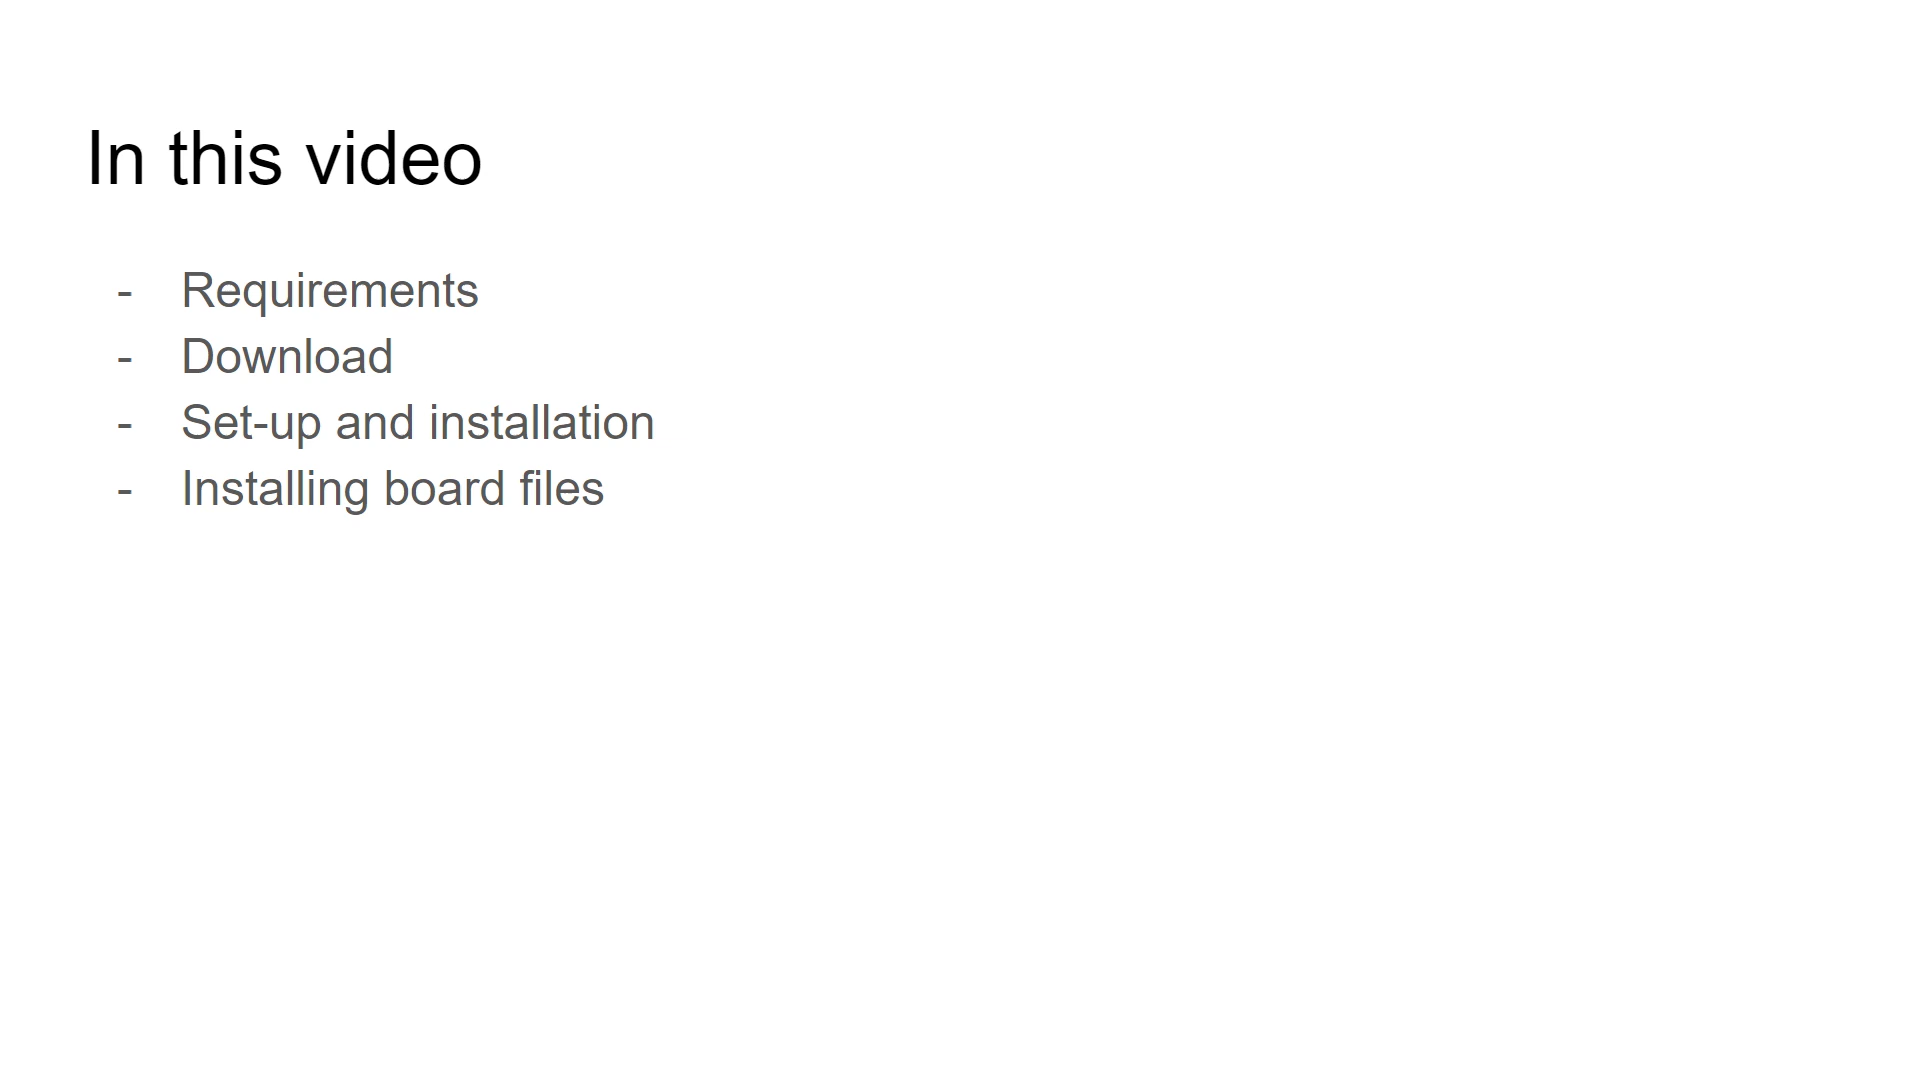 In this video
- Requirements
- Download
- Set-up and installation
- Installing board files